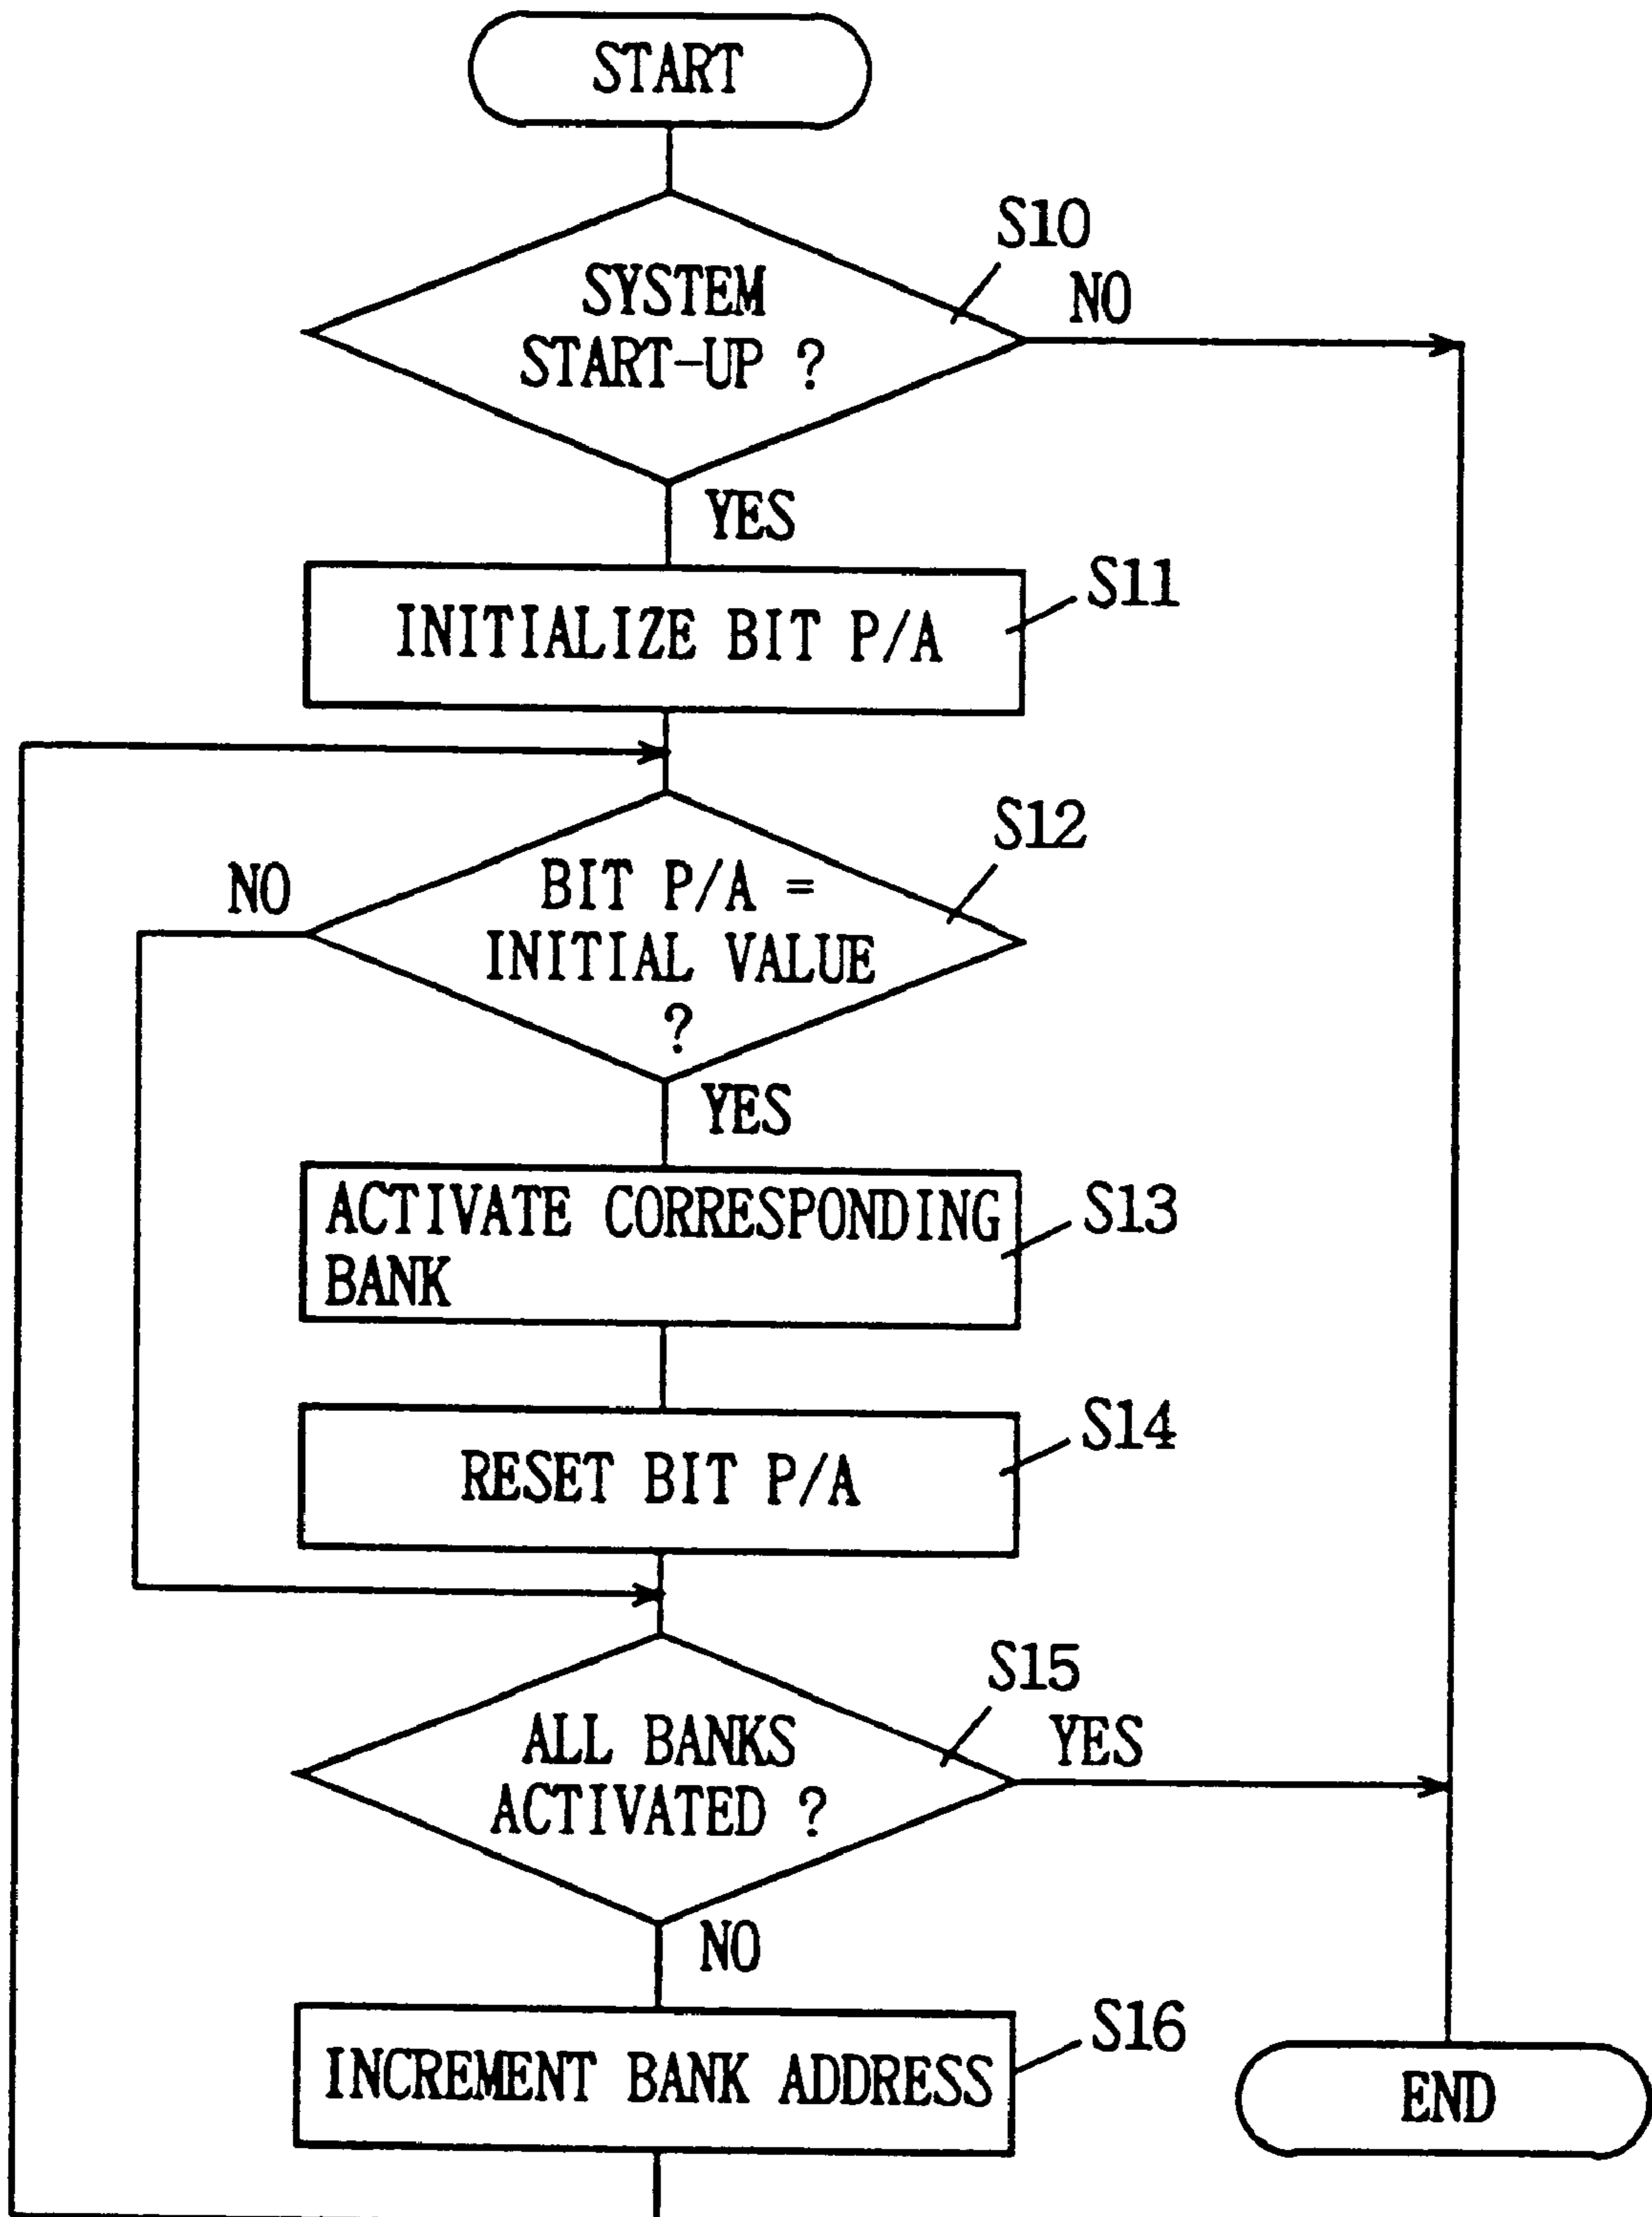 START
S10
SYSTEM
START-UP ?
NO
YES
INITIALIZE BIT P/A
S11
S12
NO
BIT P/A =
INITIAL VALUE
?
YES
ACTIVATE CORRESPONDING
BANK
S13
RESET BIT P/A
S14
S15
ALL BANKS
ACTIVATED ?
YES
NO
INCREMENT BANK ADDRESS
S16
END